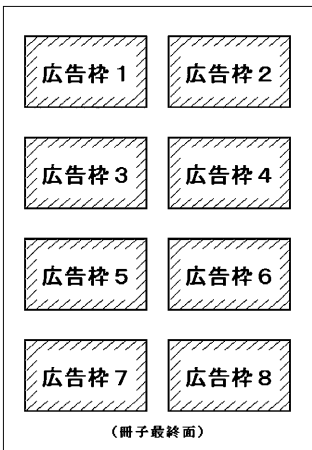 広告枠１ 広告枠２
広告枠３ 広告枠４
広告枠５ 広告枠６
広告枠７ 広告枠８
（冊子最終面）